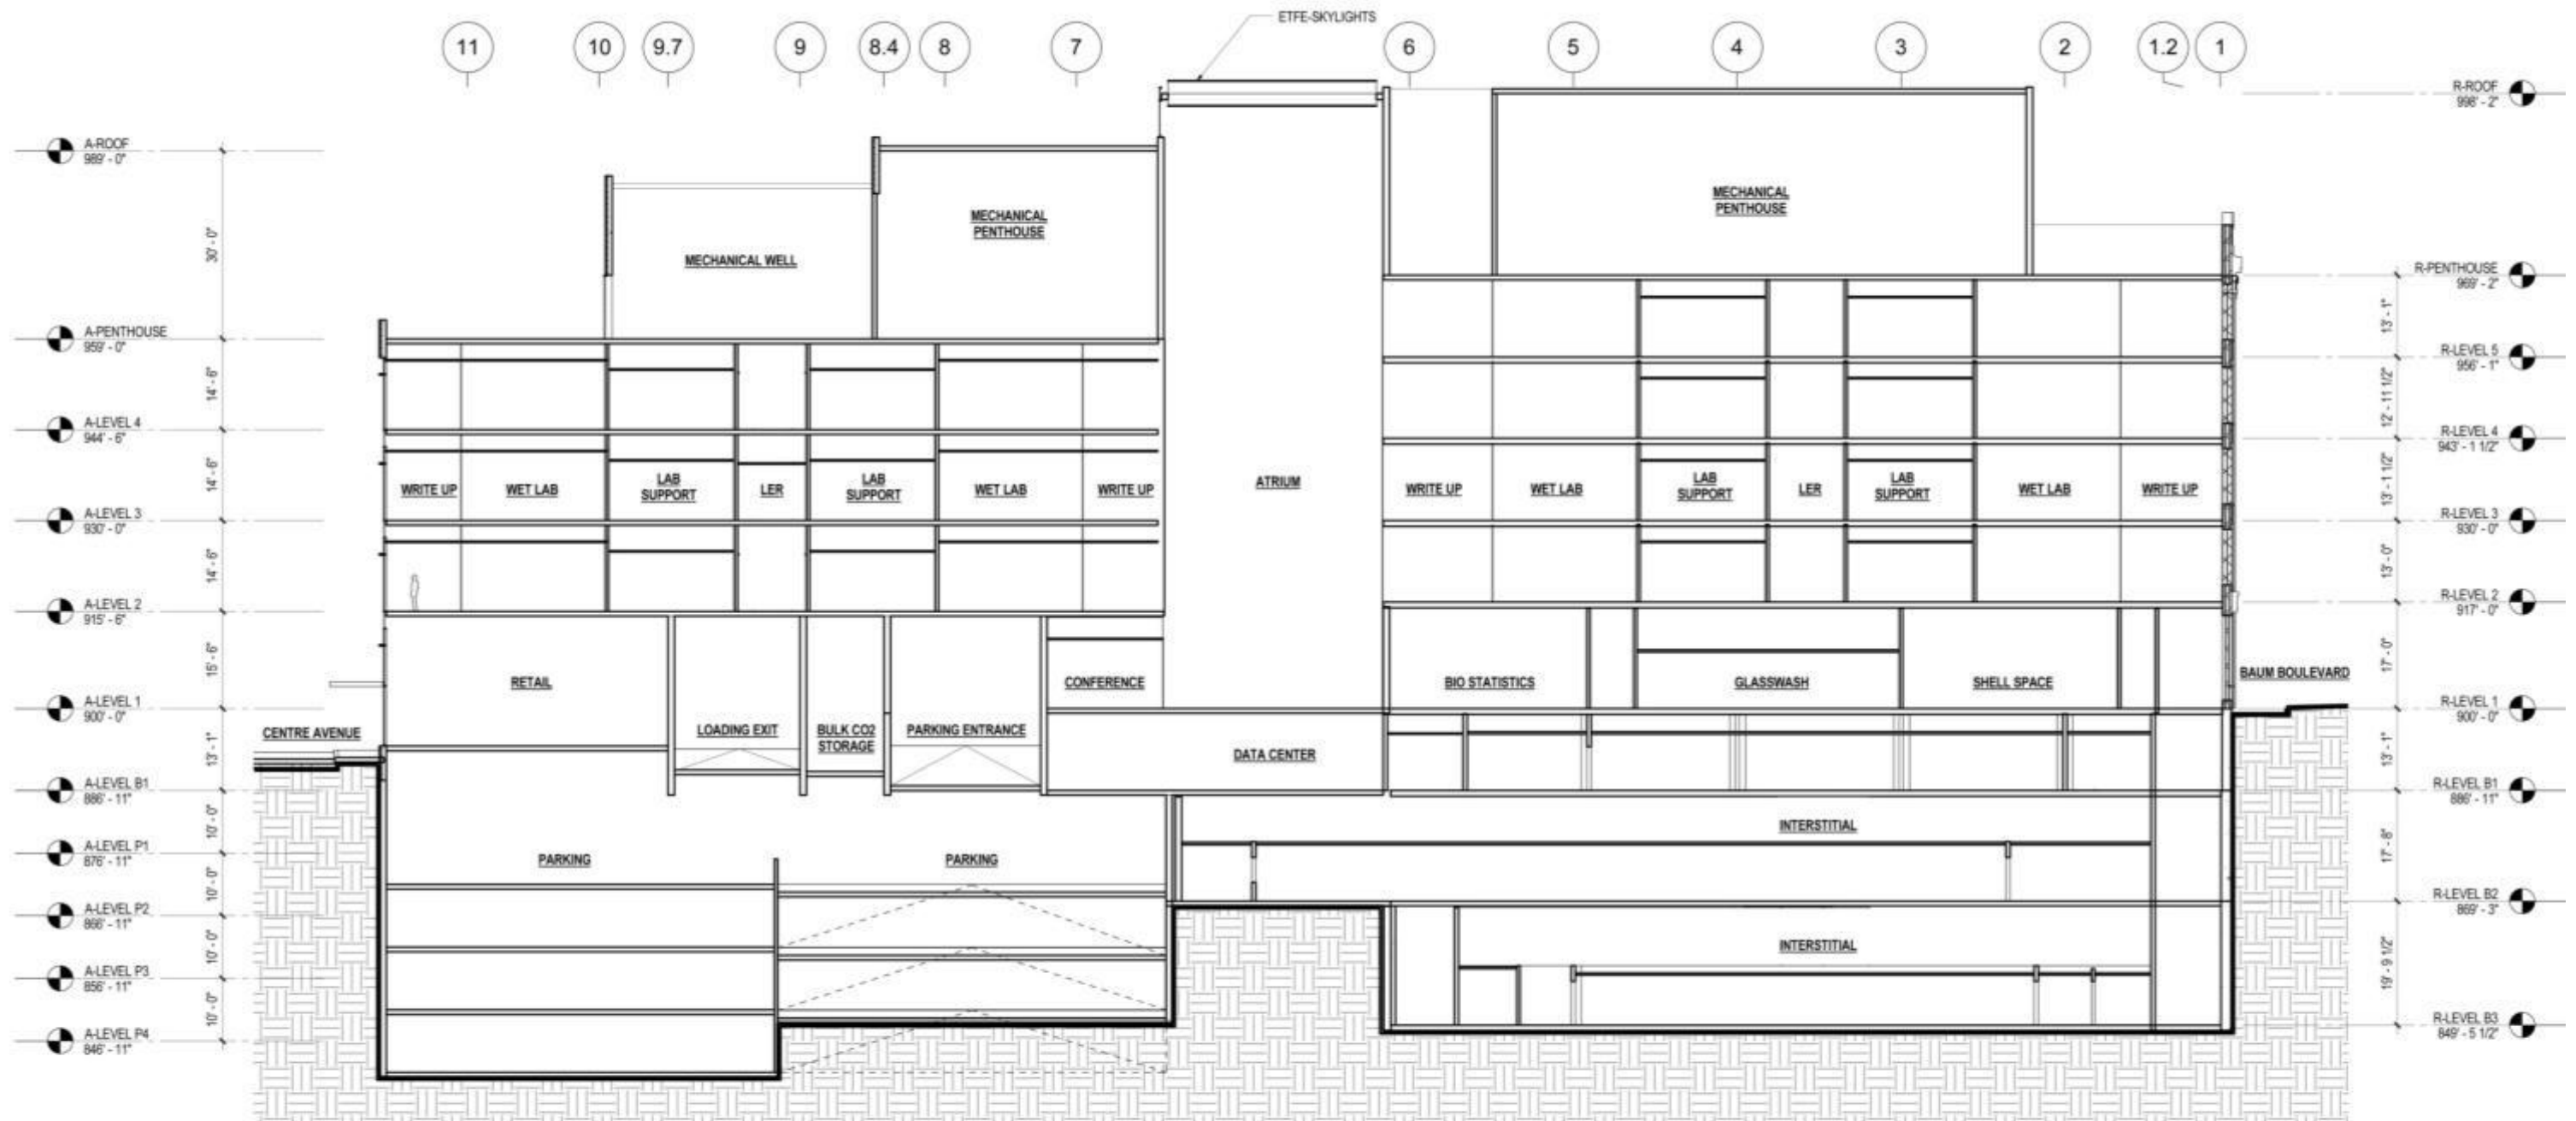 ETFE-SKYLIGHTS
11
10
9.7
9
8.4
8
7
6
5
4
3
2
1.2
1
R-ROOF
998' - 2"
A-ROOF
989' - 0"
30' - 0"
MECHANICAL
PENTHOUSE
MECHANICAL WELL
MECHANICAL
PENTHOUSE
R-PENTHOUSE
969' - 2"
13' - 1"
A-PENTHOUSE
959' - 0"
R-LEVEL 5
956' - 1"
14' - 6"
12' - 11 1/2"
A-LEVEL 4
944' - 6"
R-LEVEL 4
943' - 1 1/2"
14' - 6"
WRITE UP
WET LAB
LAB
SUPPORT
LER
LAB
SUPPORT
WET LAB
WRITE UP
ATRIUM
WRITE UP
WET LAB
LAB
SUPPORT
LER
LAB
SUPPORT
WET LAB
WRITE UP
13' - 1 1/2"
A-LEVEL 3
930' - 0"
R-LEVEL 3
930' - 0"
14' - 6"
13' - 0"
A-LEVEL 2
915' - 6"
R-LEVEL 2
917' - 0"
15' - 6"
RETAIL
CONFERENCE
BIO STATISTICS
GLASSWASH
SHELL SPACE
17' - 0"
BAUM BOULEVARD
A-LEVEL 1
900' - 0"
R-LEVEL 1
900' - 0"
CENTRE AVENUE
13' - 1"
LOADING EXIT
BULK CO2
STORAGE
PARKING ENTRANCE
DATA CENTER
13' - 1"
A-LEVEL B1
886' - 11"
R-LEVEL B1
886' - 11"
10' - 0"
INTERSTITIAL
17' - 8"
A-LEVEL P1
876' - 11"
PARKING
PARKING
10' - 0"
A-LEVEL P2
866' - 11"
R-LEVEL B2
869' - 3"
10' - 0"
INTERSTITIAL
19' - 9 1/2"
A-LEVEL P3
856' - 11"
10' - 0"
A-LEVEL P4
846' - 11"
R-LEVEL B3
849' - 5 1/2"